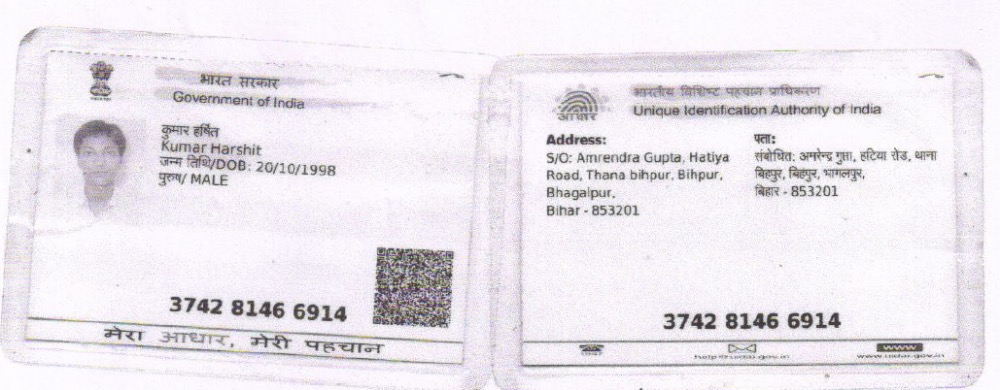 भारत सरकार
Government of India
कुमार हर्षित
Kumar Harshit
जन्म तिथि/DOB: 20/10/1998
पुरुष/ MALE
3742 8146 6914
मेरा आधार, मेरी पहचान
आधार
भारतीय विशिष्ट पहचान प्राधिकरण
Unique Identification Authority of India
Address:
S/O: Amrendra Gupta, Hatiya
Road, Thana bihpur, Bihpur,
Bhagalpur,
Bihar - 853201
पता:
संबोधित: अमरेन्द्र गुप्ता, हटिया रोड, थाना
बिहपुर, बिहपुर, भागलपुर,
बिहार - 853201
3742 8146 6914
1947
help@uidai.gov.in
www
www.uidai.gov.in